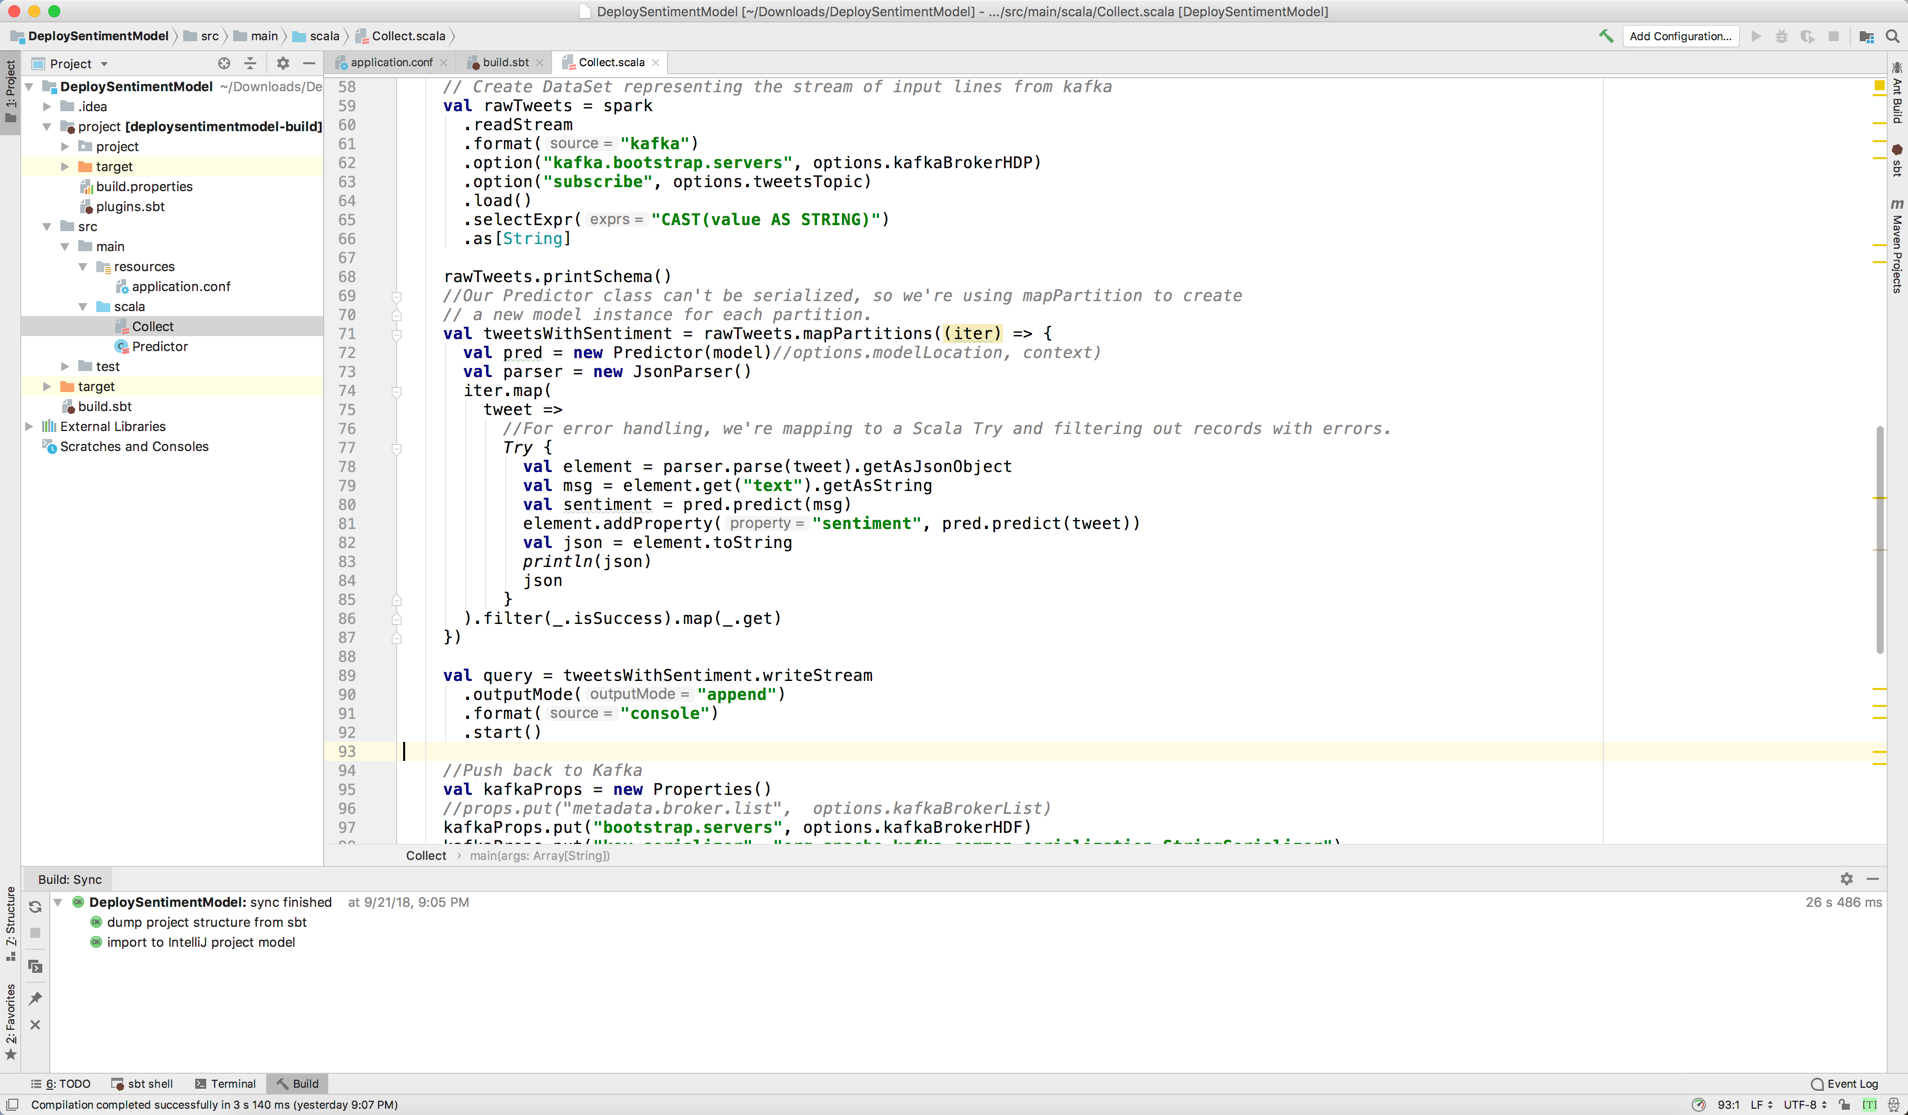 DeploySentimentModel [~/Downloads/DeploySentimentModel] - .../src/main/scala/Collect.scala [DeploySentimentModel]
DeploySentimentModel src main scala Collect.scala
Add Configuration...
Project
application.conf
build.sbt
Collect.scala
1: Project
DeploySentimentModel ~/Downloads/De
.idea
project [deploysentimentmodel-build]
project
target
build.properties
plugins.sbt
src
main
resources
application.conf
scala
Collect
Predictor
test
target
build.sbt
External Libraries
Scratches and Consoles
58 // Create DataSet representing the stream of input lines from kafka
59 val rawTweets = spark
60 .readStream
61 .format( source = "kafka")
62 .option("kafka.bootstrap.servers", options.kafkaBrokerHDP)
63 .option("subscribe", options.tweetsTopic)
64 .load()
65 .selectExpr( exprs = "CAST(value AS STRING)")
66 .as[String]
67
68 rawTweets.printSchema()
69 //Our Predictor class can't be serialized, so we're using mapPartition to create
70 // a new model instance for each partition.
71 val tweetsWithSentiment = rawTweets.mapPartitions((iter) => {
72 val pred = new Predictor(model)//options.modelLocation, context)
73 val parser = new JsonParser()
74 iter.map(
75 tweet =>
76 //For error handling, we're mapping to a Scala Try and filtering out records with errors.
77 Try {
78 val element = parser.parse(tweet).getAsJsonObject
79 val msg = element.get("text").getAsString
80 val sentiment = pred.predict(msg)
81 element.addProperty( property = "sentiment", pred.predict(tweet))
82 val json = element.toString
83 println(json)
84 json
85 }
86 ).filter(_.isSuccess).map(_.get)
87 })
88
89 val query = tweetsWithSentiment.writeStream
90 .outputMode( outputMode = "append")
91 .format( source = "console")
92 .start()
93
94 //Push back to Kafka
95 val kafkaProps = new Properties()
96 //props.put("metadata.broker.list", options.kafkaBrokerList)
97 kafkaProps.put("bootstrap.servers", options.kafkaBrokerHDF)
98 kafkaProps.put("key.serializer", "org.apache.kafka.common.serialization.StringSerializer")
Collect main(args: Array[String])
Ant Build
sbt
Maven Projects
Build: Sync
DeploySentimentModel: sync finished at 9/21/18, 9:05 PM
26 s 486 ms
dump project structure from sbt
import to IntelliJ project model
Z: Structure
2: Favorites
6: TODO
sbt shell
Terminal
Build
Event Log
Compilation completed successfully in 3 s 140 ms (yesterday 9:07 PM)
93:1 LF UTF-8 [T]